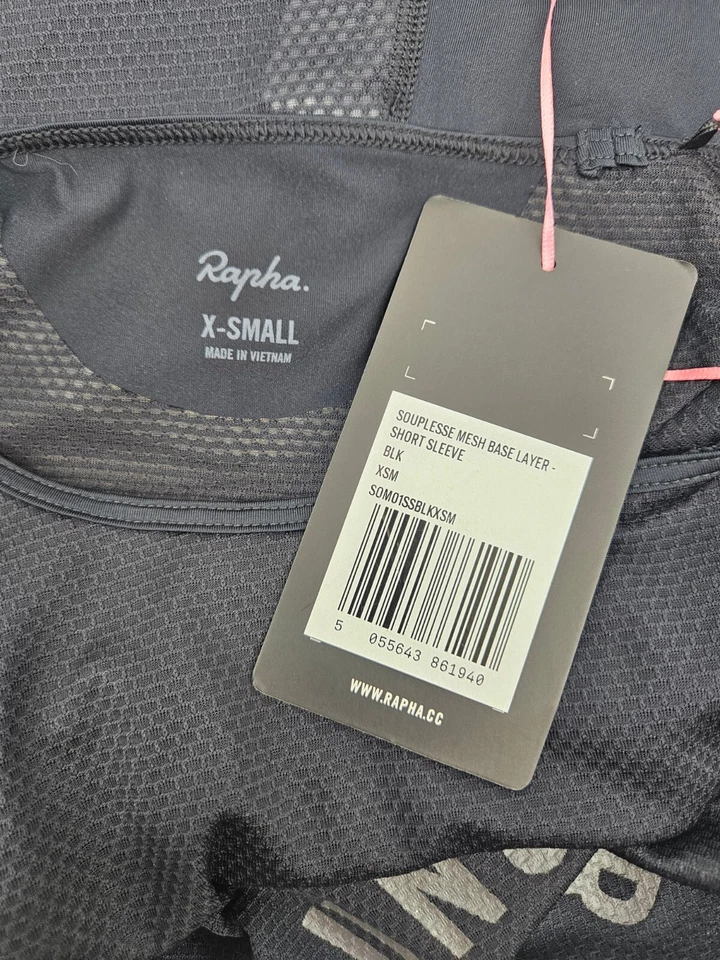 Rapha.
X-SMALL
MADE IN VIETNAM
SOUPLESSE MESH BASE LAYER -
SHORT SLEEVE
BLK
XSM
SOM01SSBLKXSM
5 055643 861940
WWW.RAPHA.CC